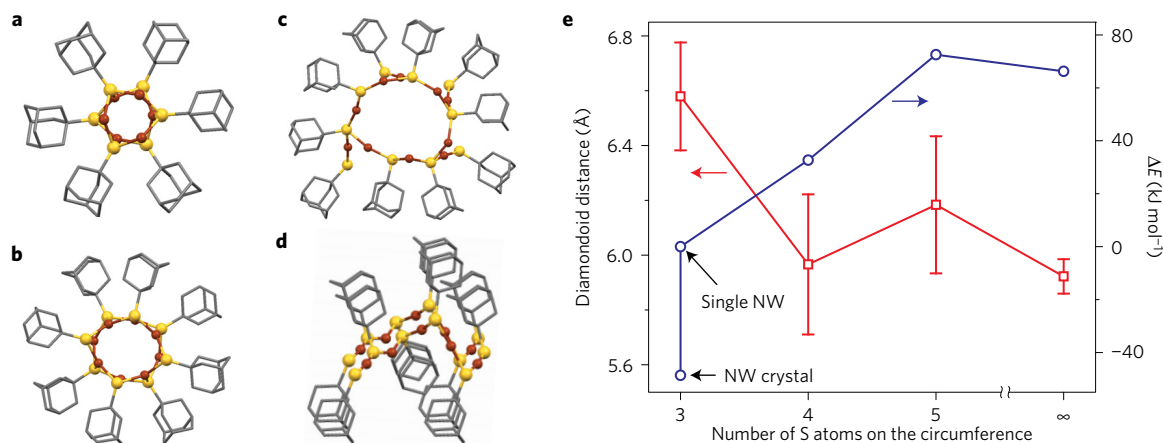 a
b
c
d
e
Diamondoid distance (Å)
6.8
6.4
6.0
5.6
Single NW
NW crystal
3
4
5
∞
Number of S atoms on the circumference
80
40
0
−40
ΔE (kJ mol⁻¹)